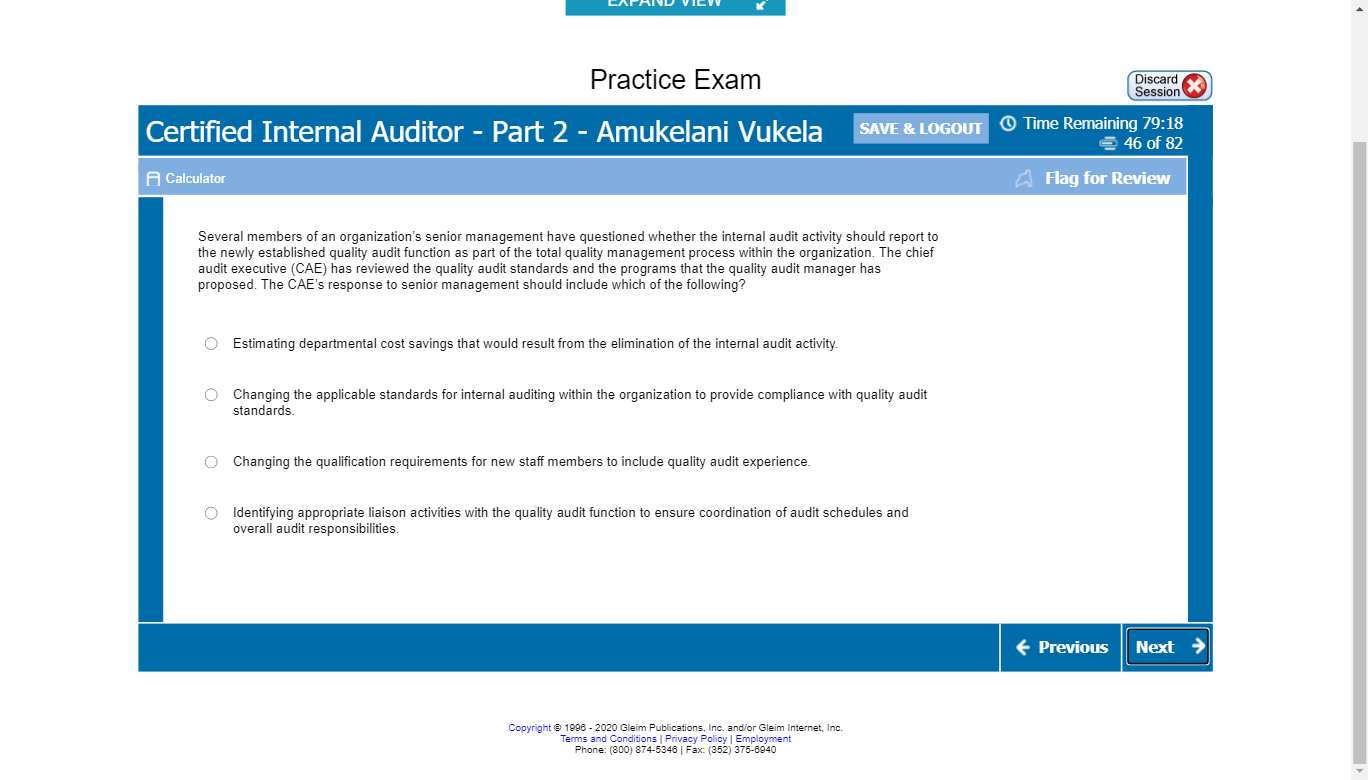 EXPAND VIEW
Practice Exam
Discard
Session
Certified Internal Auditor - Part 2 - Amukelani Vukela
SAVE & LOGOUT
Time Remaining 79:18
46 of 82
Calculator
Flag for Review
Several members of an organization's senior management have questioned whether the internal audit activity should report to
the newly established quality audit function as part of the total quality management process within the organization. The chief
audit executive (CAE) has reviewed the quality audit standards and the programs that the quality audit manager has
proposed. The CAE's response to senior management should include which of the following?
Estimating departmental cost savings that would result from the elimination of the internal audit activity.
Changing the applicable standards for internal auditing within the organization to provide compliance with quality audit
standards.
Changing the qualification requirements for new staff members to include quality audit experience.
Identifying appropriate liaison activities with the quality audit function to ensure coordination of audit schedules and
overall audit responsibilities.
Previous
Next
Copyright © 1996 - 2020 Gleim Publications, Inc. and/or Gleim Internet, Inc.
Terms and Conditions | Privacy Policy | Employment
Phone: (800) 874-5346 | Fax: (352) 375-6940